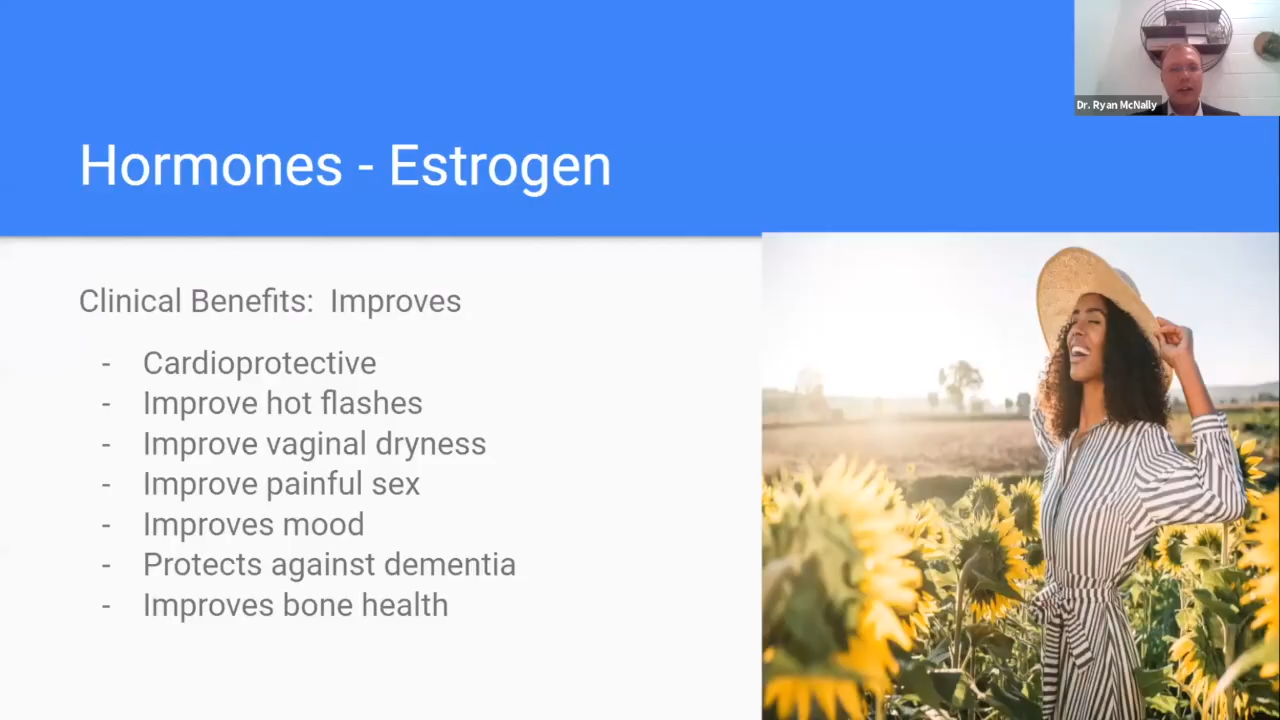 Dr. Ryan McNally
Hormones - Estrogen
Clinical Benefits: Improves
- Cardioprotective
- Improve hot flashes
- Improve vaginal dryness
- Improve painful sex
- Improves mood
- Protects against dementia
- Improves bone health